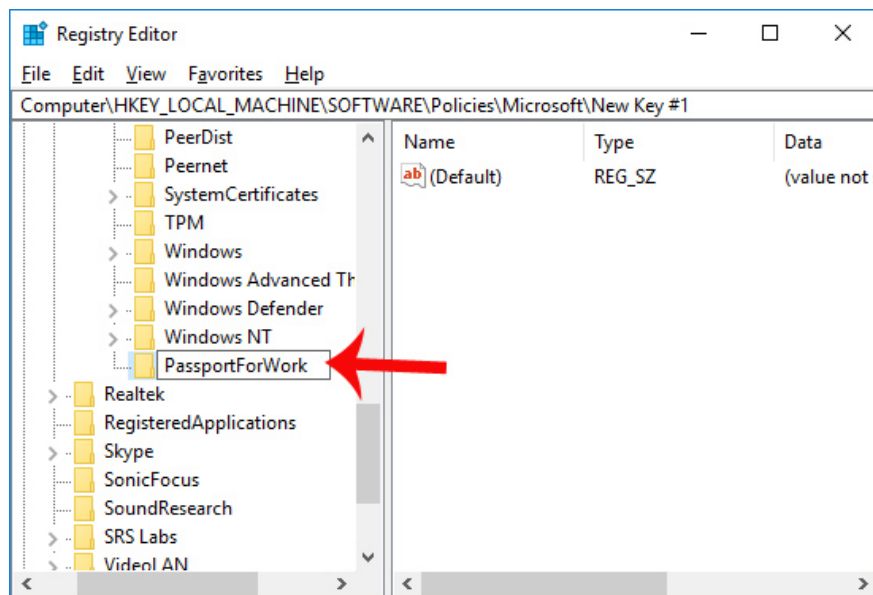 Registry Editor
File Edit View Favorites Help
Computer\HKEY_LOCAL_MACHINE\SOFTWARE\Policies\Microsoft\New Key #1
PeerDist
Peernet
SystemCertificates
TPM
Windows
Windows Advanced Th
Windows Defender
Windows NT
PassportForWork
Realtek
RegisteredApplications
Skype
SonicFocus
SoundResearch
SRS Labs
VideoLAN
Name Type Data
ab (Default) REG_SZ (value not